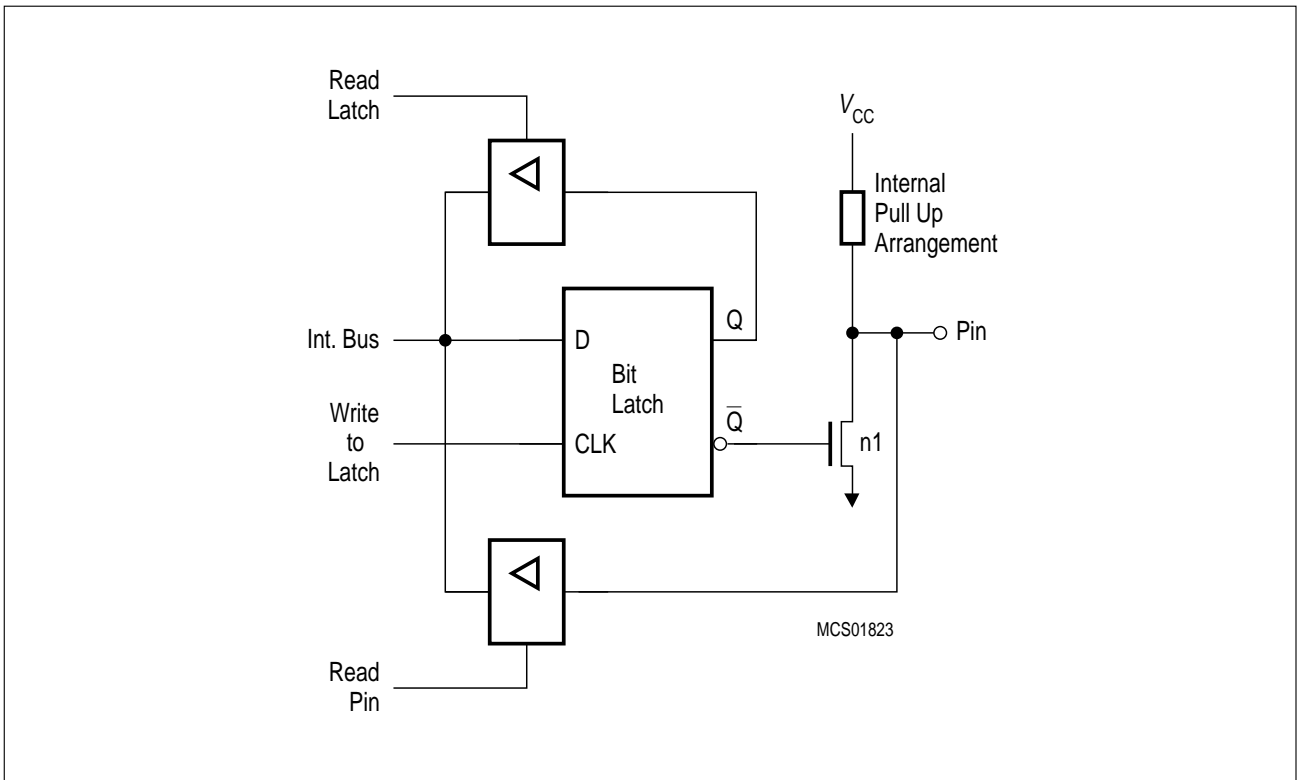 Read
Latch
V CC
Internal
Pull Up
Arrangement
Q
Int. Bus
D
Pin
Bit
Latch
Q̅
Write
to
Latch
CLK
n1
MCS01823
Read
Pin